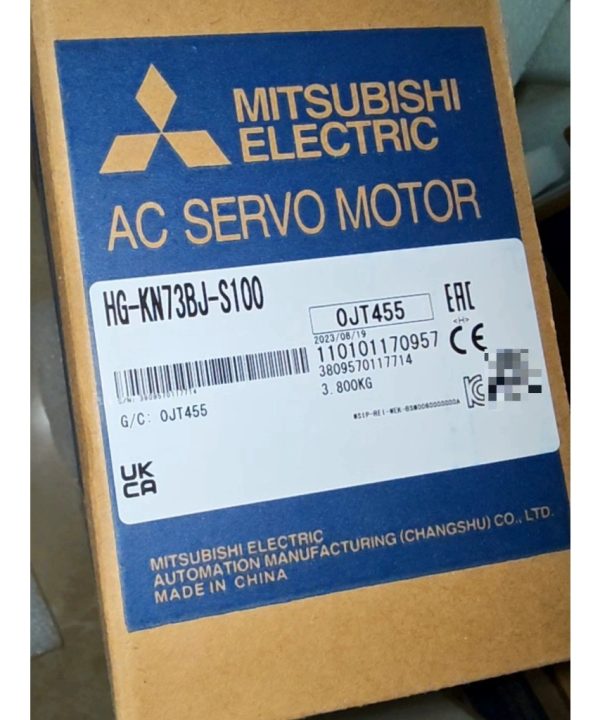 MITSUBISHI
ELECTRIC
AC SERVO MOTOR
HG-KN73BJ-S100
0JT455
2023/08/19
110101170957
3809570117714
3.800KG
EAC
<H>
CE
S/N: 3809570117714
G/C: 0JT455
UK
CA
MITSUBISHI ELECTRIC
AUTOMATION MANUFACTURING (CHANGSHU) CO., LTD.
MADE IN CHINA